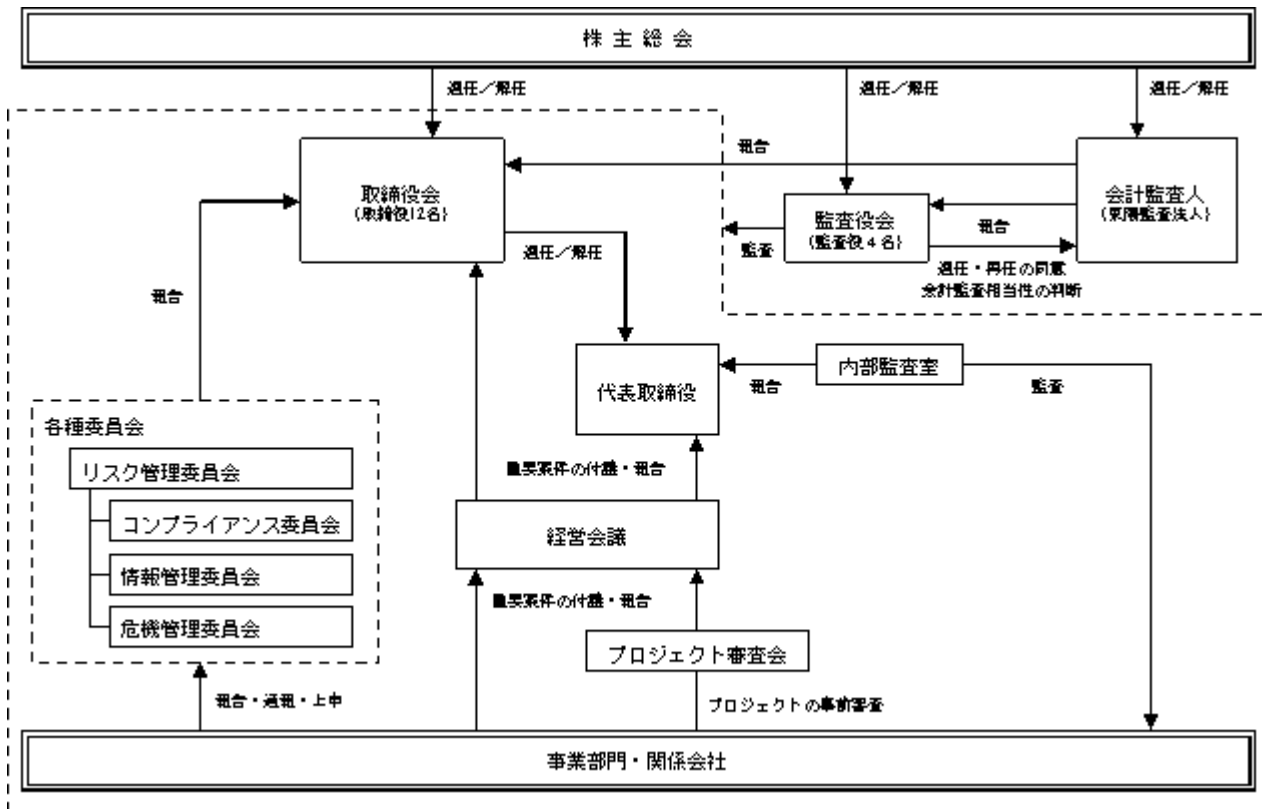 株主総会
選任／解任
選任／解任
選任／解任
報告
取締役会
(取締役12名)
会計監査人
(東陽監査法人)
監査役会
(監査役４名)
報告
監査
選任／解任
選任・再任の同意
会計監査相当性の判断
報告
内部監査室
代表取締役
報告
監査
各種委員会
リスク管理委員会
重要案件の付議・報告
コンプライアンス委員会
経営会議
情報管理委員会
重要案件の付議・報告
危機管理委員会
プロジェクト審査会
報告・通報・上申
プロジェクトの事前審査
事業部門・関係会社